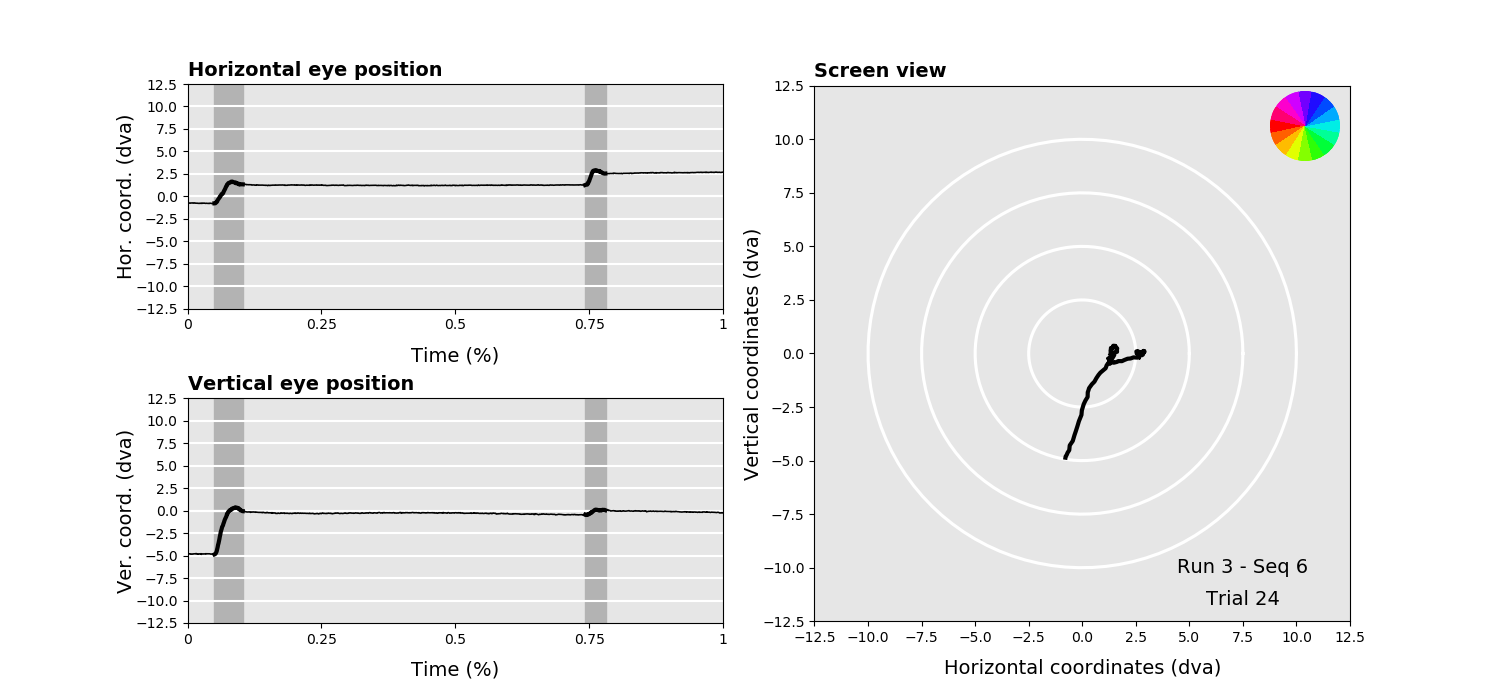 Horizontal eye position
12.5
10.0
7.5
5.0
2.5
0.0
−2.5
−5.0
−7.5
−10.0
−12.5
Hor. coord. (dva)
0 0.25 0.5 0.75 1
Time (%)
Vertical eye position
12.5
10.0
7.5
5.0
2.5
0.0
−2.5
−5.0
−7.5
−10.0
−12.5
Ver. coord. (dva)
0 0.25 0.5 0.75 1
Time (%)
Screen view
12.5
10.0
7.5
5.0
2.5
0.0
−2.5
−5.0
−7.5
−10.0
−12.5
Vertical coordinates (dva)
Run 3 - Seq 6
Trial 24
−12.5 −10.0 −7.5 −5.0 −2.5 0.0 2.5 5.0 7.5 10.0 12.5
Horizontal coordinates (dva)